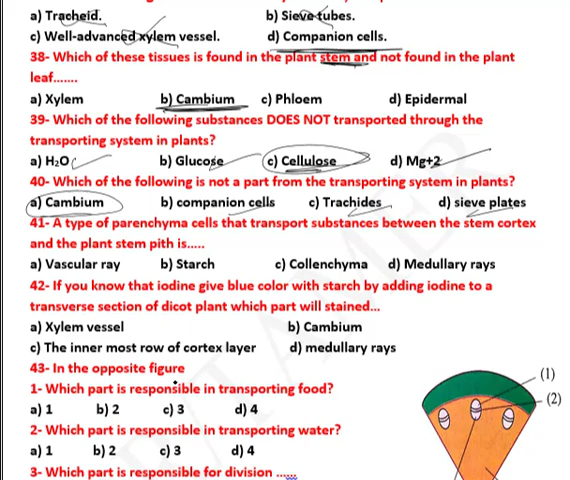 a) Tracheid. b) Sieve tubes.
c) Well-advanced xylem vessel. d) Companion cells.
38- Which of these tissues is found in the plant stem and not found in the plant
leaf.......
a) Xylem b) Cambium c) Phloem d) Epidermal
39- Which of the following substances DOES NOT transported through the
transporting system in plants?
a) H₂O b) Glucose c) Cellulose d) Mg+2
40- Which of the following is not a part from the transporting system in plants?
a) Cambium b) companion cells c) Trachides d) sieve plates
41- A type of parenchyma cells that transport substances between the stem cortex
and the plant stem pith is.....
a) Vascular ray b) Starch c) Collenchyma d) Medullary rays
42- If you know that iodine give blue color with starch by adding iodine to a
transverse section of dicot plant which part will stained...
a) Xylem vessel b) Cambium
c) The inner most row of cortex layer d) medullary rays
43- In the opposite figure
1- Which part is responsible in transporting food?
a) 1 b) 2 c) 3 d) 4
2- Which part is responsible in transporting water?
a) 1 b) 2 c) 3 d) 4
3- Which part is responsible for division ......
(1)
(2)